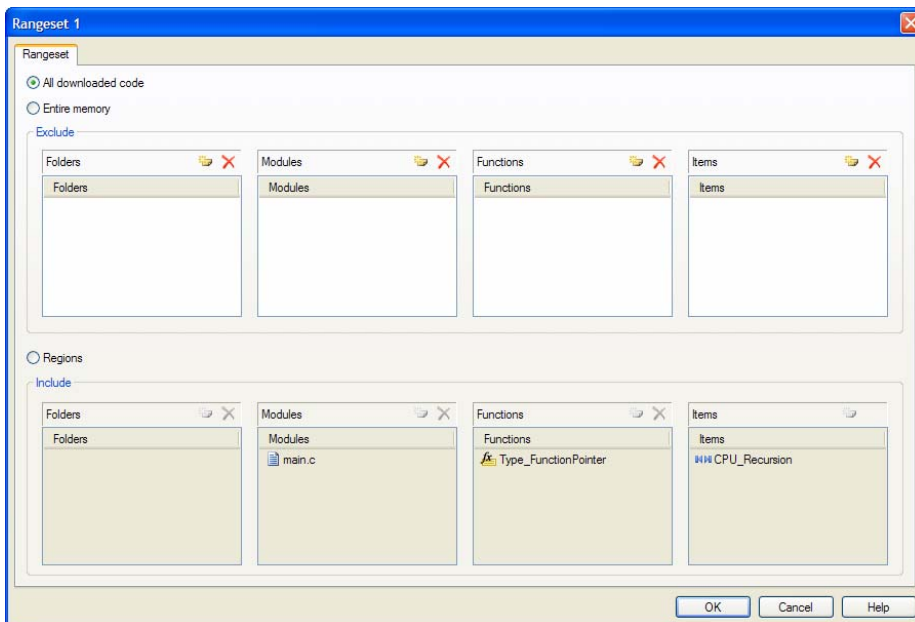 Rangeset 1
Rangeset
All downloaded code
Entire memory
Exclude
Folders
Modules
Functions
Items
Folders
Modules
Functions
Items
Regions
Include
Folders
Modules
Functions
Items
Folders
Modules
Functions
Items
main.c
Type_FunctionPointer
CPU_Recursion
OK
Cancel
Help